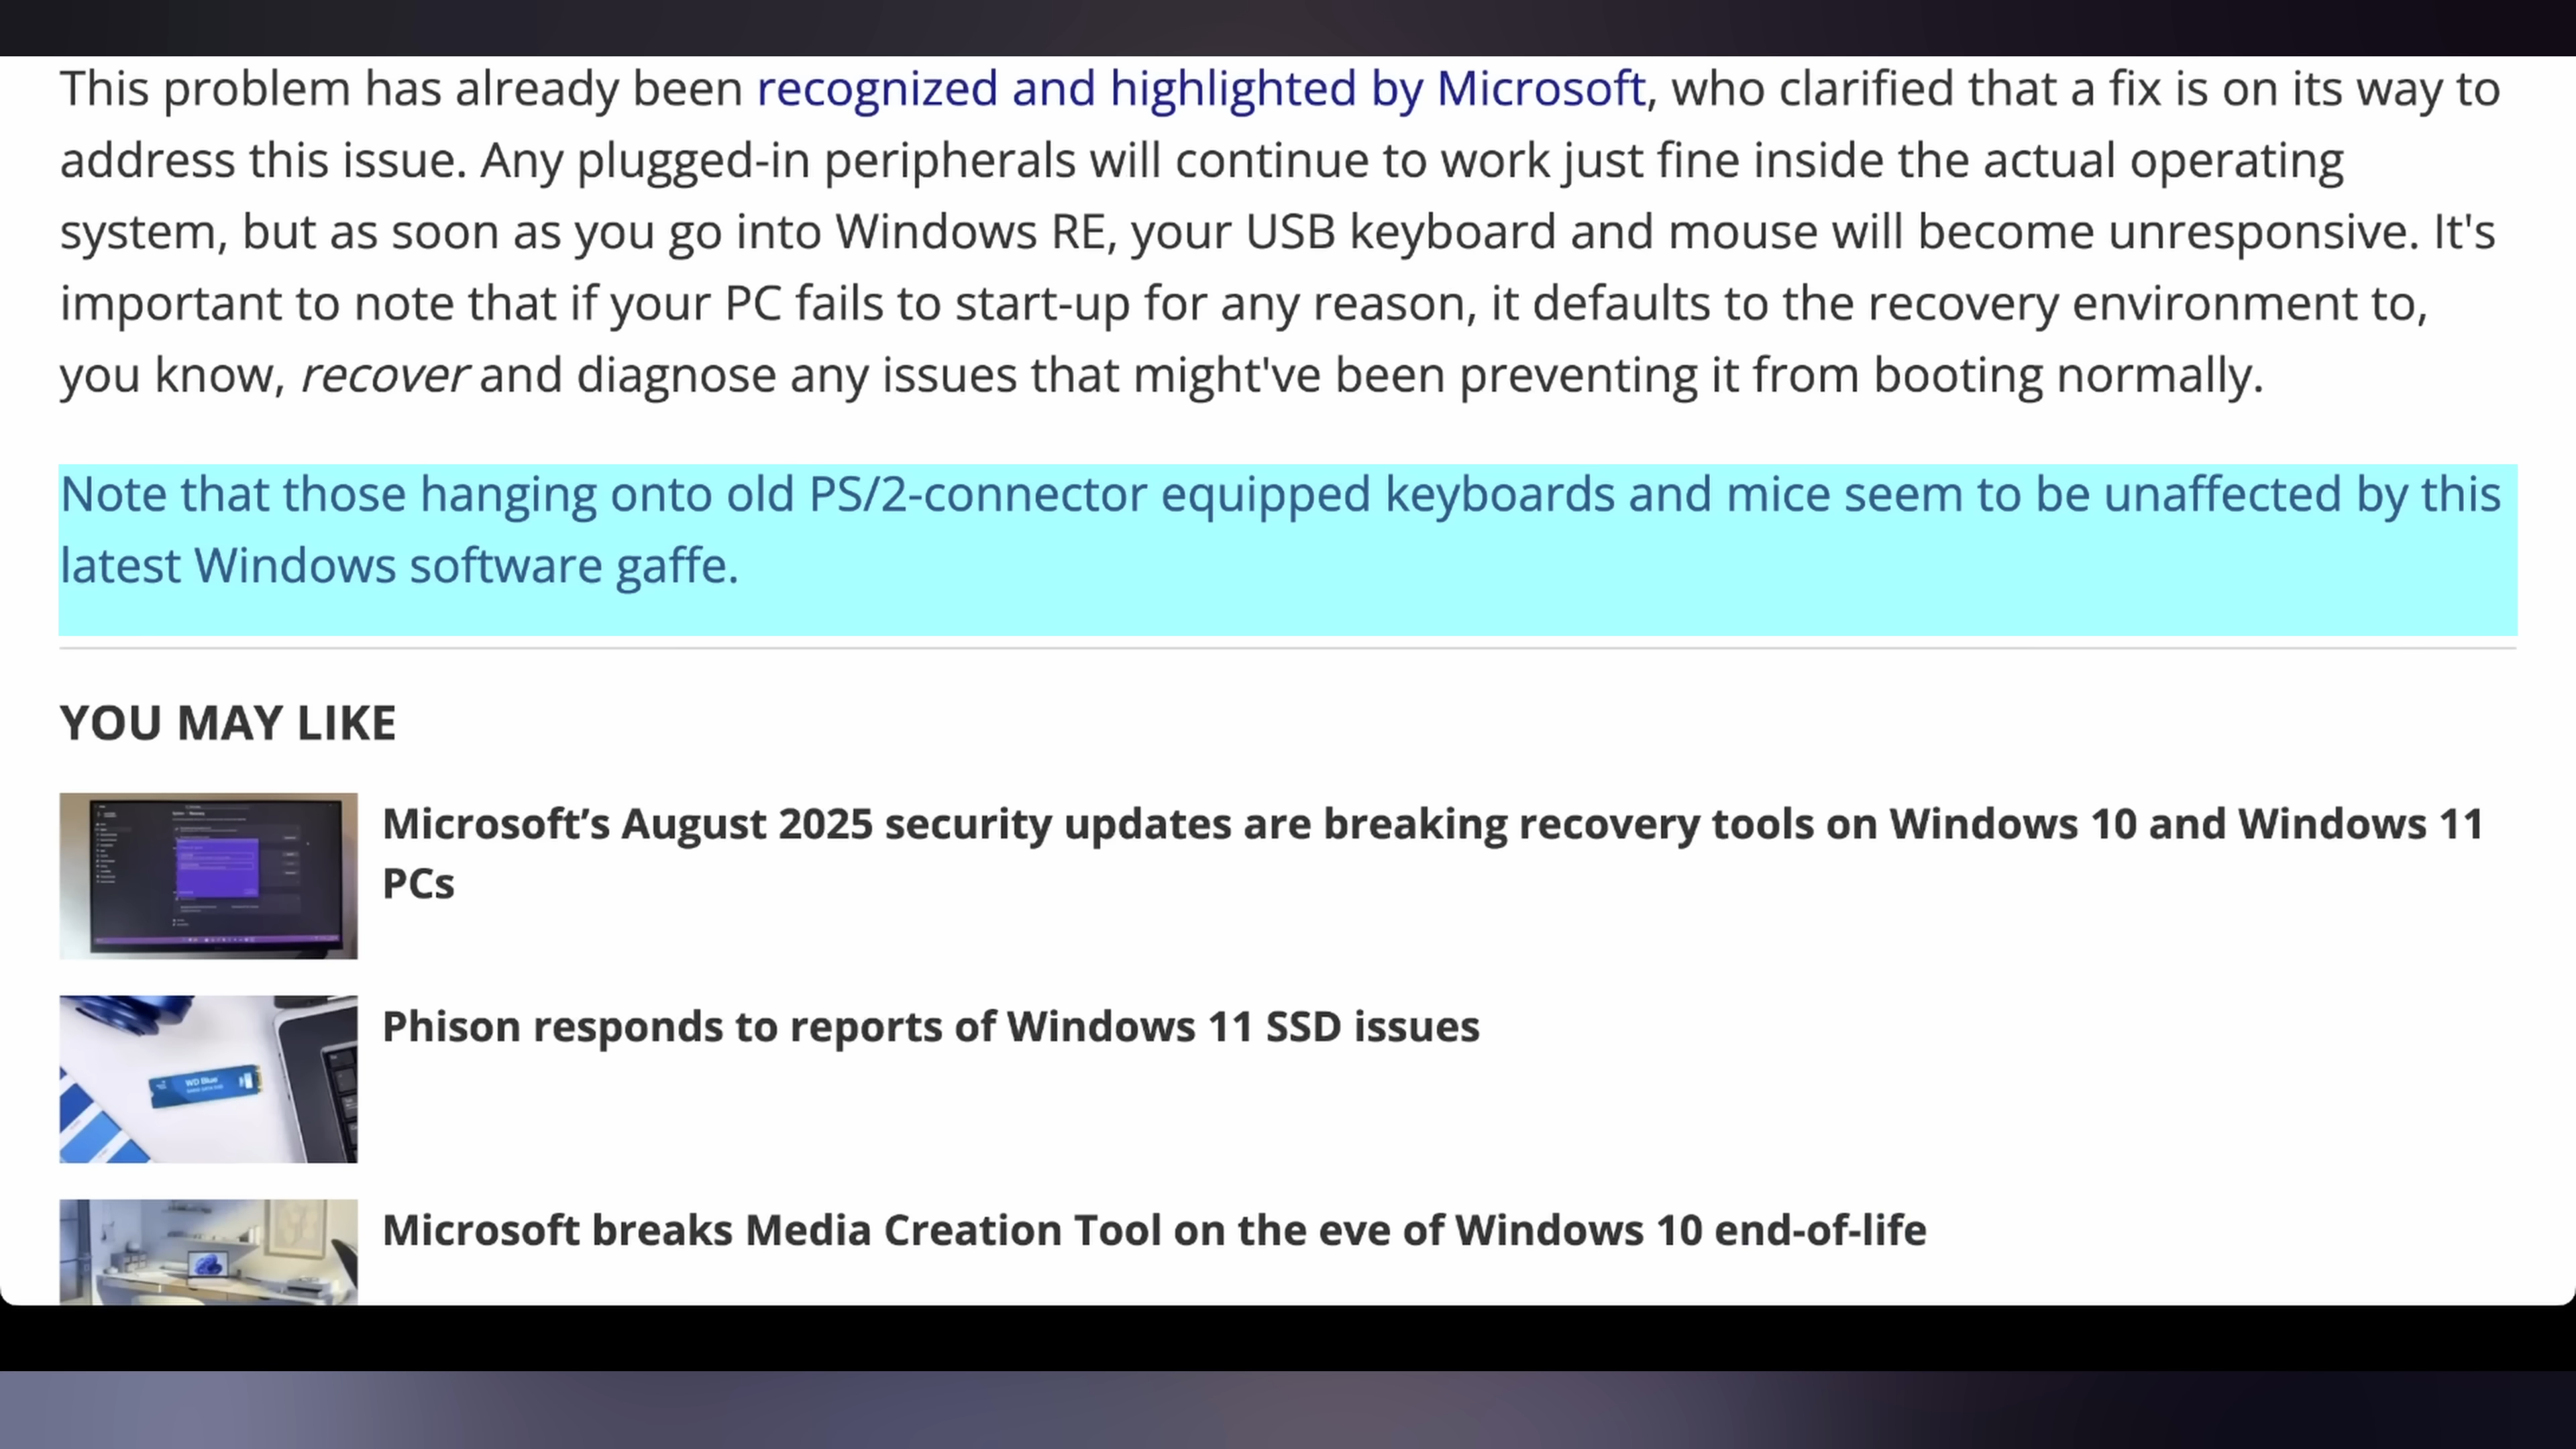 This problem has already been recognized and highlighted by Microsoft, who clarified that a fix is on its way to
address this issue. Any plugged-in peripherals will continue to work just fine inside the actual operating
system, but as soon as you go into Windows RE, your USB keyboard and mouse will become unresponsive. It's
important to note that if your PC fails to start-up for any reason, it defaults to the recovery environment to,
you know, recover and diagnose any issues that might've been preventing it from booting normally.
Note that those hanging onto old PS/2-connector equipped keyboards and mice seem to be unaffected by this
latest Windows software gaffe.
YOU MAY LIKE
Microsoft’s August 2025 security updates are breaking recovery tools on Windows 10 and Windows 11
PCs
Phison responds to reports of Windows 11 SSD issues
WD Blue
Microsoft breaks Media Creation Tool on the eve of Windows 10 end-of-life